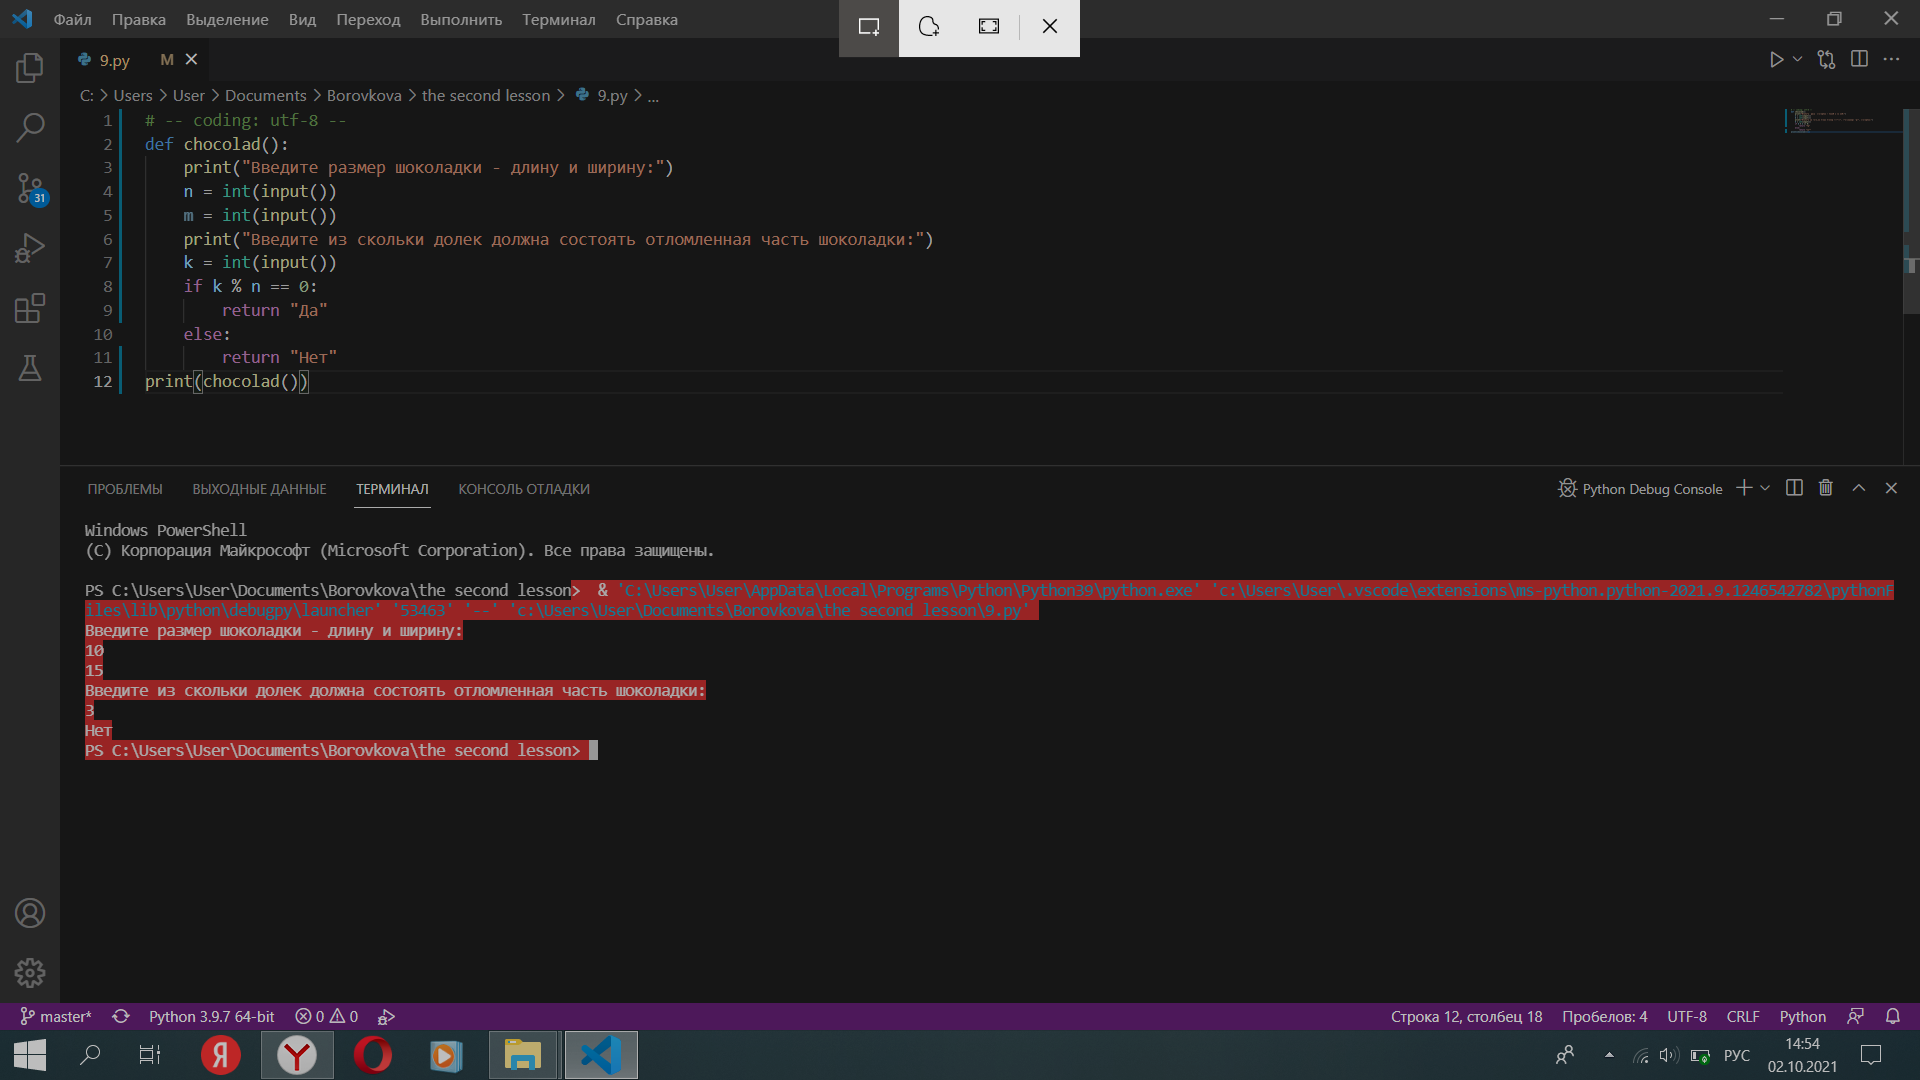 Файл Правка Выделение Вид Переход Выполнить Терминал Справка
9.py M
C: > Users > User > Documents > Borovkova > the second lesson > 9.py > ...
1 # -- coding: utf-8 --
2 def chocolad():
3 print("Введите размер шоколадки - длину и ширину:")
4 n = int(input())
5 m = int(input())
6 print("Введите из скольки долек должна состоять отломленная часть шоколадки:")
7 k = int(input())
8 if k % n == 0:
9 return "Да"
10 else:
11 return "Нет"
12 print(chocolad())
31
ПРОБЛЕМЫ ВЫХОДНЫЕ ДАННЫЕ ТЕРМИНАЛ КОНСОЛЬ ОТЛАДКИ Python Debug Console
Windows PowerShell
(C) Корпорация Майкрософт (Microsoft Corporation). Все права защищены.
PS C:\Users\User\Documents\Borovkova\the second lesson> & 'C:\Users\User\AppData\Local\Programs\Python\Python39\python.exe' 'c:\Users\User\.vscode\extensions\ms-python.python-2021.9.1246542782\pythonF
iles\lib\python\debugpy\launcher' '53463' '--' 'c:\Users\User\Documents\Borovkova\the second lesson\9.py'
Введите размер шоколадки - длину и ширину:
10
15
Введите из скольки долек должна состоять отломленная часть шоколадки:
3
Нет
PS C:\Users\User\Documents\Borovkova\the second lesson>
master* Python 3.9.7 64-bit 0 0 Строка 12, столбец 18 Пробелов: 4 UTF-8 CRLF Python
РУС 14:54
02.10.2021